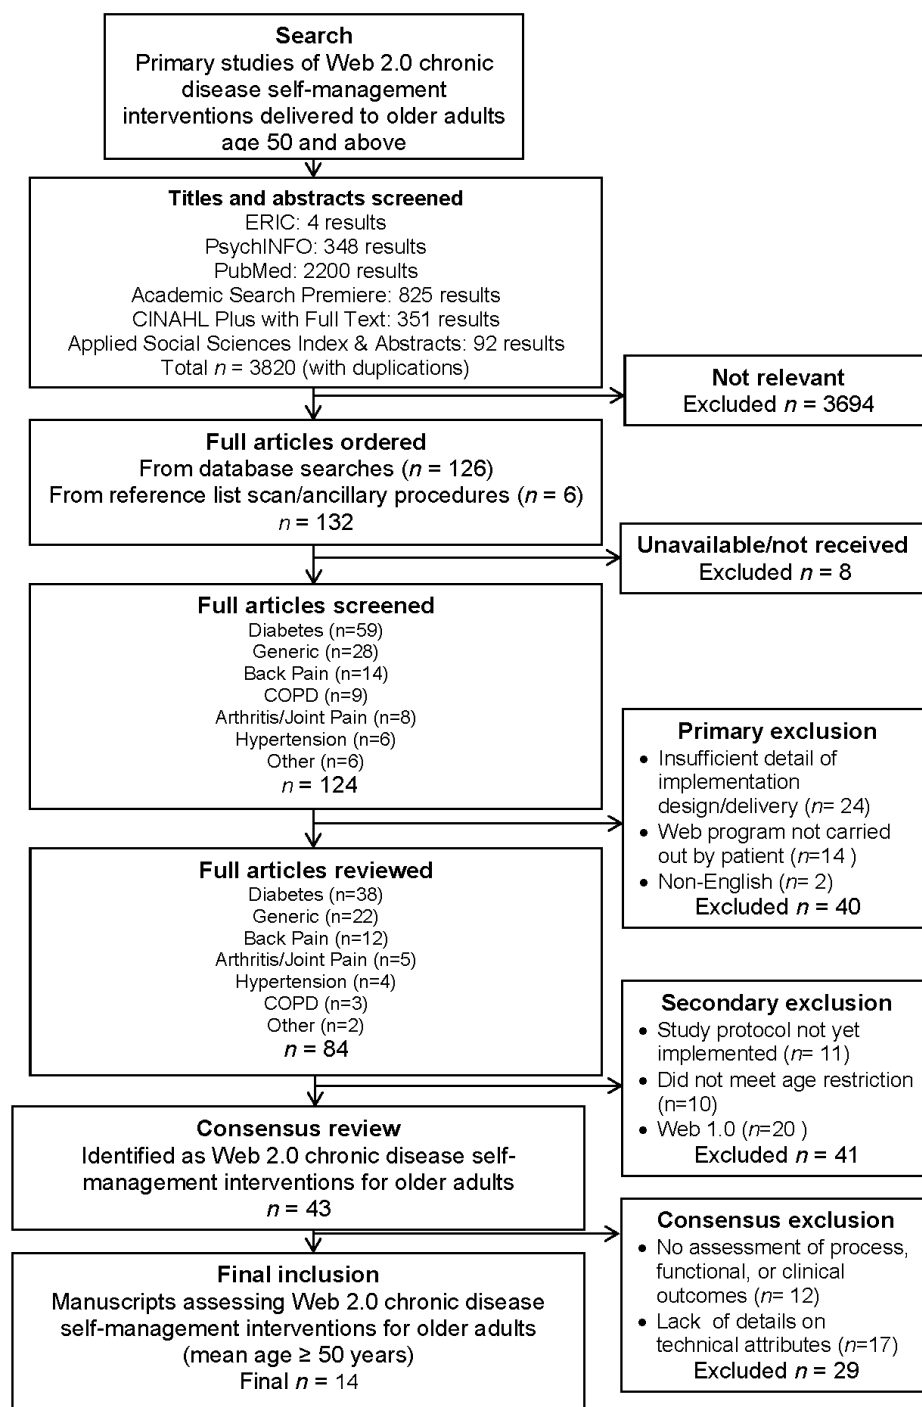 Search
Primary studies of Web 2.0 chronic
disease self-management
interventions delivered to older adults
age 50 and above
Titles and abstracts screened
ERIC: 4 results
PsychINFO: 348 results
PubMed: 2200 results
Academic Search Premiere: 825 results
CINAHL Plus with Full Text: 351 results
Applied Social Sciences Index & Abstracts: 92 results
Total n = 3820 (with duplications)
Not relevant
Excluded n = 3694
Full articles ordered
From database searches (n = 126)
From reference list scan/ancillary procedures (n = 6)
n = 132
Unavailable/not received
Excluded n = 8
Full articles screened
Diabetes (n=59)
Generic (n=28)
Back Pain (n=14)
COPD (n=9)
Arthritis/Joint Pain (n=8)
Hypertension (n=6)
Other (n=6)
n = 124
Primary exclusion
• Insufficient detail of
implementation
design/delivery (n= 24)
• Web program not carried
out by patient (n=14 )
• Non-English (n= 2)
Excluded n = 40
Full articles reviewed
Diabetes (n=38)
Generic (n=22)
Back Pain (n=12)
Arthritis/Joint Pain (n=5)
Hypertension (n=4)
COPD (n=3)
Other (n=2)
n = 84
Secondary exclusion
• Study protocol not yet
implemented (n= 11)
• Did not meet age restriction
(n=10)
• Web 1.0 (n=20 )
Excluded n = 41
Consensus review
Identified as Web 2.0 chronic disease self-
management interventions for older adults
n = 43
Consensus exclusion
• No assessment of process,
functional, or clinical
outcomes (n= 12)
• Lack of details on
technical attributes (n=17)
Excluded n = 29
Final inclusion
Manuscripts assessing Web 2.0 chronic disease
self-management interventions for older adults
(mean age ≥ 50 years)
Final n = 14